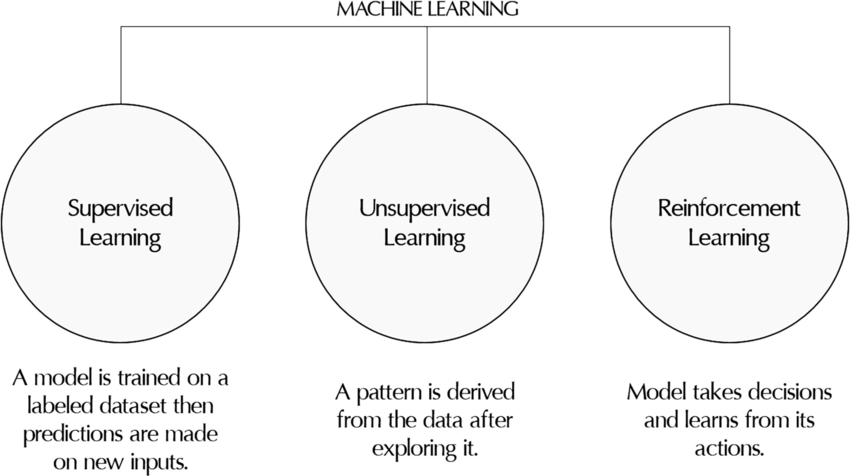 MACHINE LEARNING
Supervised
Learning
Unsupervised
Learning
Reinforcement
Learning
A model is trained on a
labeled dataset then
predictions are made
on new inputs.
A pattern is derived
from the data after
exploring it.
Model takes decisions
and learns from its
actions.